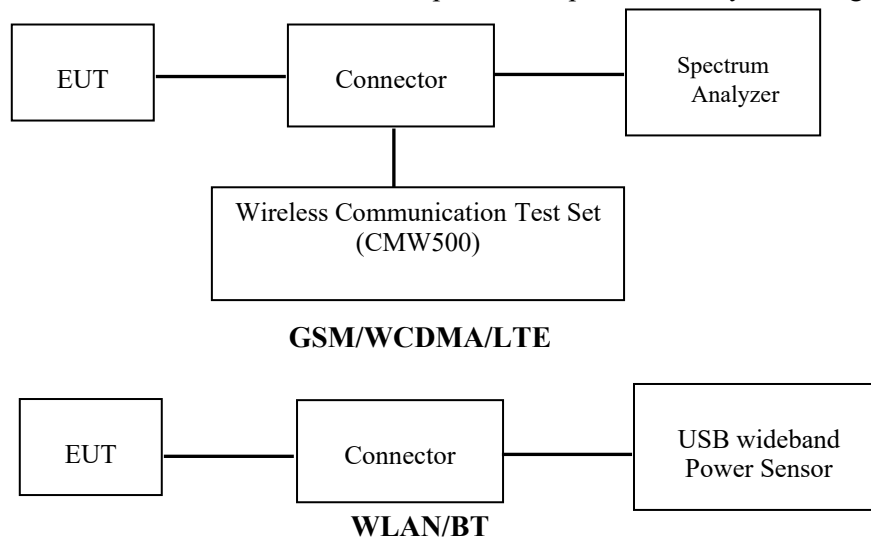 EUT
Connector
Spectrum
Analyzer
Wireless Communication Test Set
(CMW500)
GSM/WCDMA/LTE
EUT
Connector
USB wideband
Power Sensor
WLAN/BT